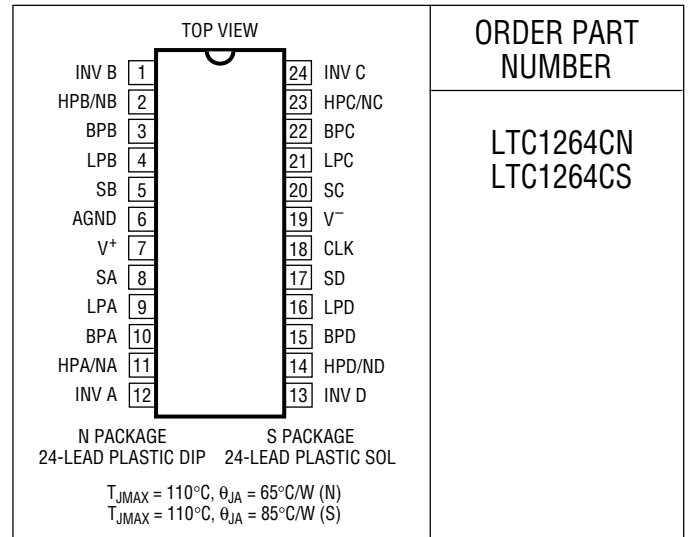 TOP VIEW
INV B 1 24 INV C
HPB/NB 2 23 HPC/NC
BPB 3 22 BPC
LPB 4 21 LPC
SB 5 20 SC
AGND 6 19 V⁻
V⁺ 7 18 CLK
SA 8 17 SD
LPA 9 16 LPD
BPA 10 15 BPD
HPA/NA 11 14 HPD/ND
INV A 12 13 INV D
N PACKAGE
24-LEAD PLASTIC DIP
S PACKAGE
24-LEAD PLASTIC SOL
TJMAX = 110°C, θJA = 65°C/W (N)
TJMAX = 110°C, θJA = 85°C/W (S)
ORDER PART
NUMBER
LTC1264CN
LTC1264CS